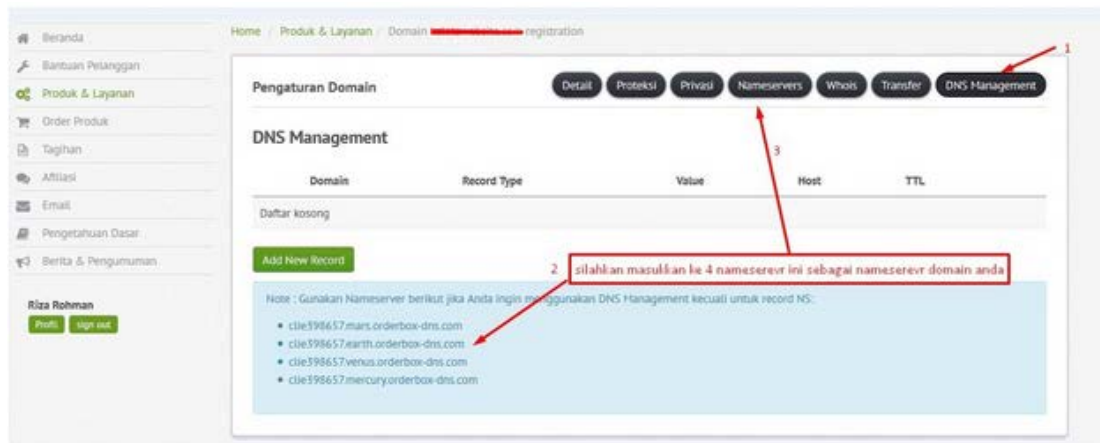 Home / Produk & Layanan / Domain registration
1
Beranda
Bantuan Pelanggan
Produk & Layanan
Order Produk
Tagihan
Afiliasi
Email
Pengetahuan Dasar
Berita & Pengumuman
Riza Rohman
Profil sign out
Pengaturan Domain
Detail Proteksi Privasi Nameservers Whois Transfer DNS Management
DNS Management
3
Domain Record Type Value Host TTL
Daftar kosong
Add New Record
2 silahkan masukkan ke 4 nameserevr ini sebagai nameserevr domain anda
Note : Gunakan Nameserver berikut jika Anda ingin menggunakan DNS Management kecuali untuk record NS:
clie398657.mars.orderbox-dns.com
clie398657.earth.orderbox-dns.com
clie398657.venus.orderbox-dns.com
clie398657.mercury.orderbox-dns.com